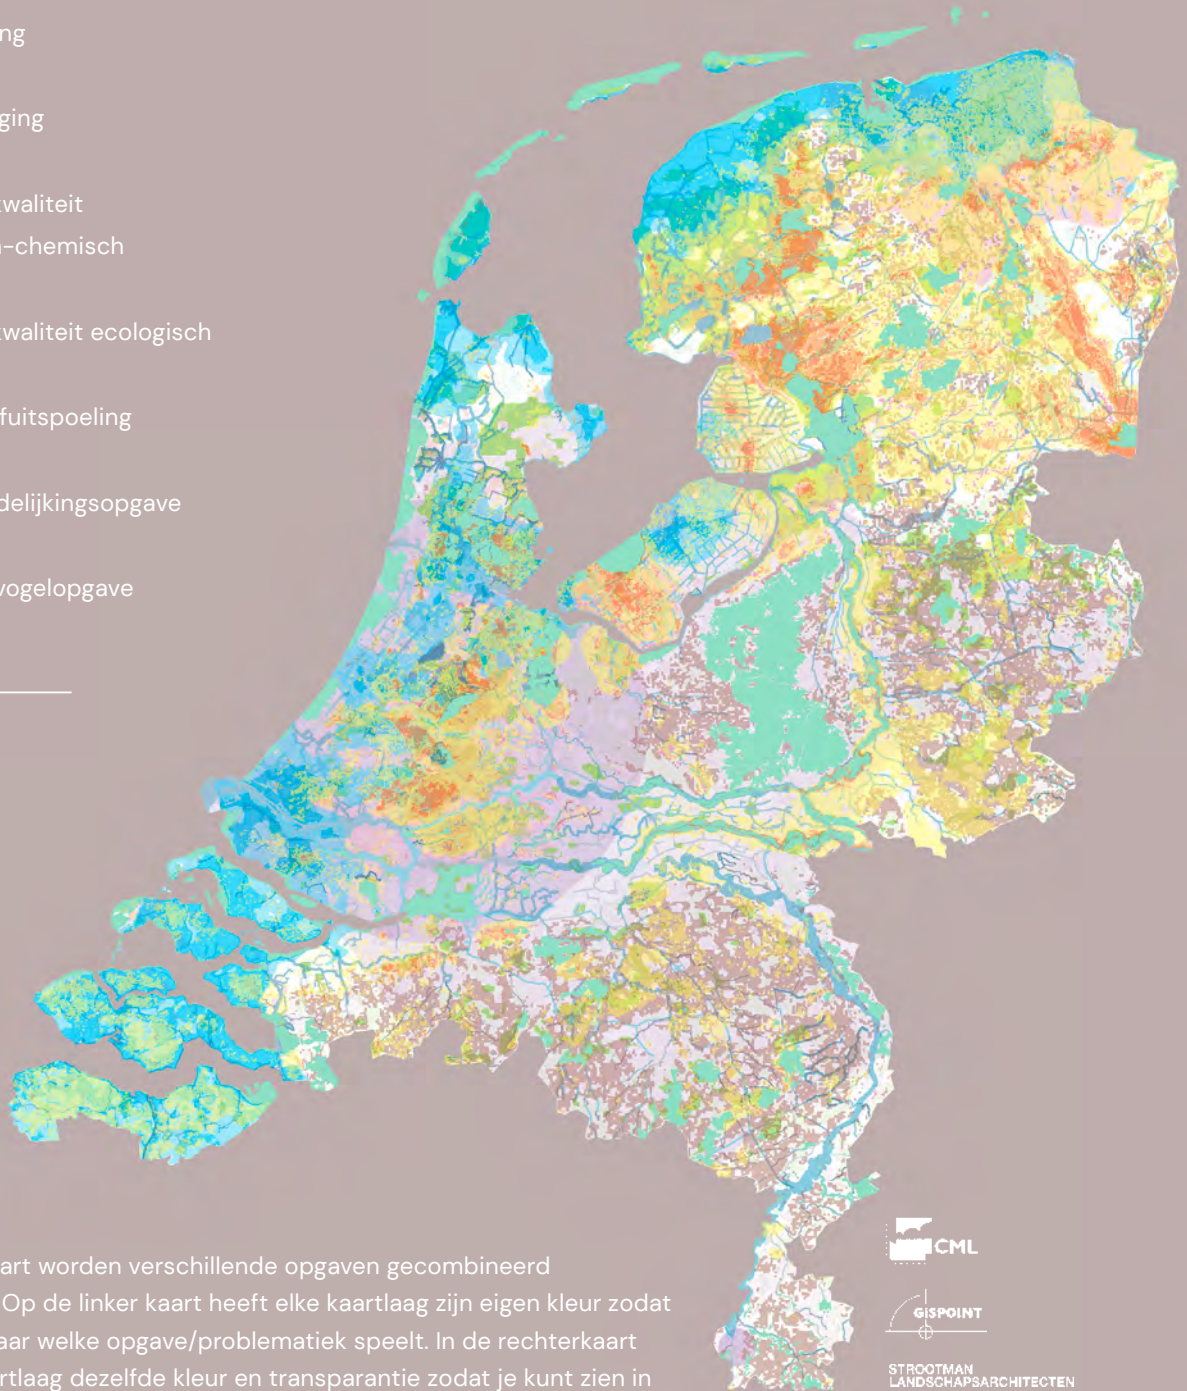 ng
ging
kwaliteit
-chemisch
kwaliteit ecologisch
fuitspoeling
delijkingsopgave
vogelopgave
art worden verschillende opgaven gecombineerd
Op de linker kaart heeft elke kaartlaag zijn eigen kleur zodat
aar welke opgave/problematiek speelt. In de rechterkaart
artlaag dezelfde kleur en transparantie zodat je kunt zien in
CML
GISPOINT
STROOTMAN
LANDSCHAPSARCHITECTEN